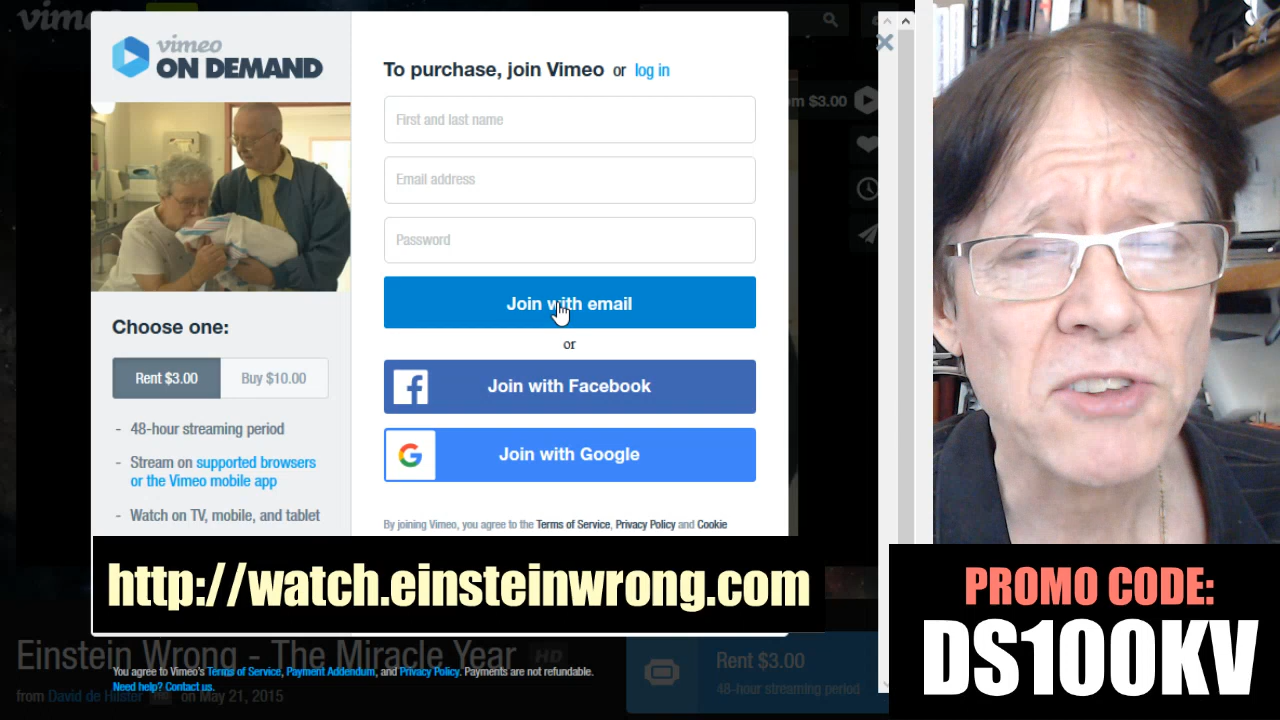 vimeo
vimeo
ON DEMAND
To purchase, join Vimeo or log in
First and last name
Email address
Password
Join with email
or
Join with Facebook
Join with Google
By joining Vimeo, you agree to the Terms of Service, Privacy Policy and Cookie
Choose one:
Rent $3.00
Buy $10.00
- 48-hour streaming period
- Stream on supported browsers
or the Vimeo mobile app
- Watch on TV, mobile, and tablet
$3.00
http://watch.einsteinwrong.com
PROMO CODE:
DS100KV
Einstein Wrong - The Miracle Year HD
You agree to Vimeo's Terms of Service, Payment Addendum, and Privacy Policy. Payments are not refundable.
Need help? Contact us.
from David de Hilster on May 21, 2015
Rent $3.00
48-hour streaming period